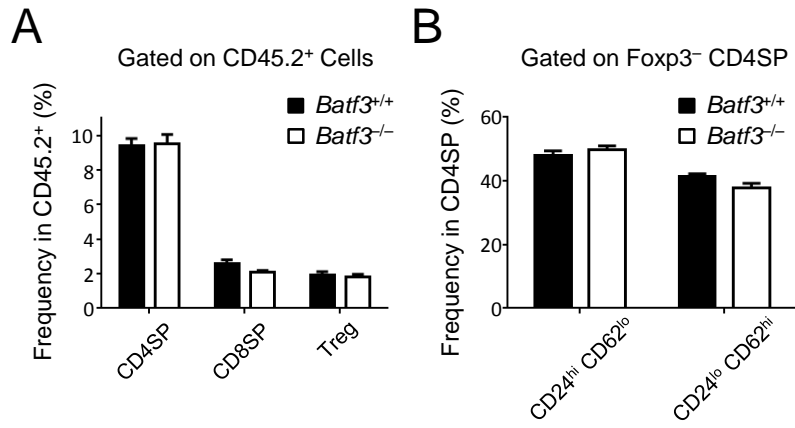 A
Gated on CD45.2⁺ Cells
Frequency in CD45.2⁺ (%)
Batf3⁺/⁺
Batf3⁻/⁻
10
8
6
4
2
0
CD4SP
CD8SP
Treg
B
Gated on Foxp3⁻ CD4SP
Frequency in CD4SP (%)
Batf3⁺/⁺
Batf3⁻/⁻
60
40
20
0
CD24ʰⁱ CD62ˡᵒ
CD24ˡᵒ CD62ʰⁱ